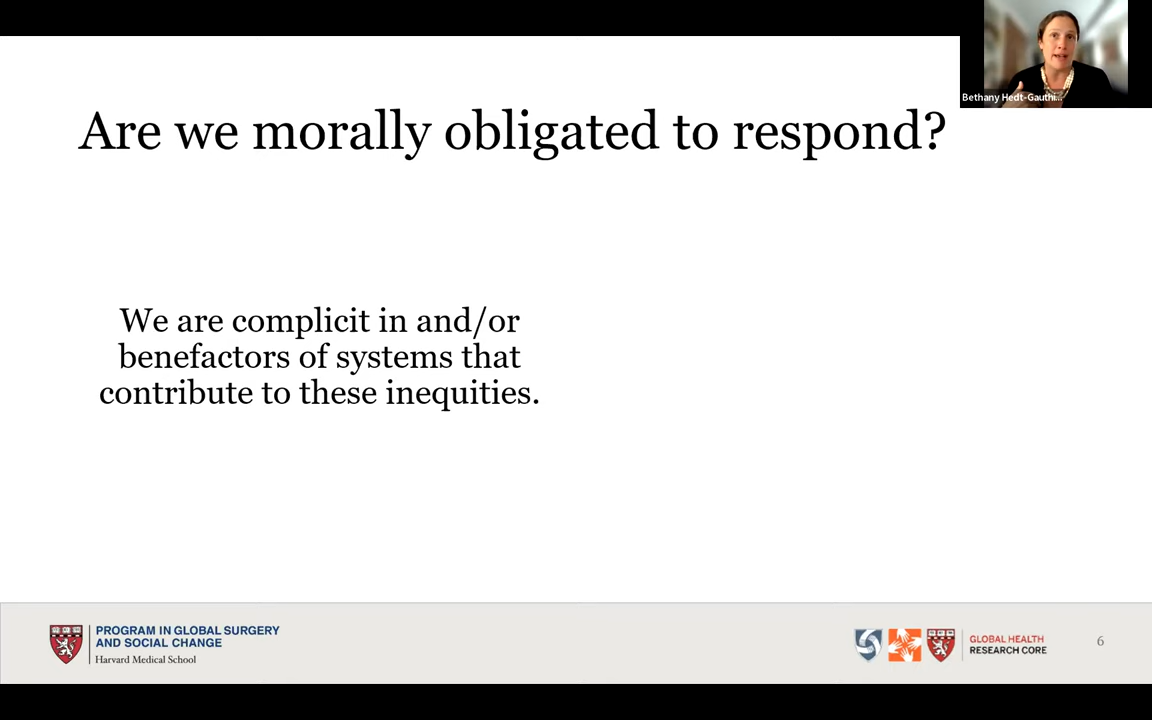 Bethany Hedt-Gauthi...
Are we morally obligated to respond?
We are complicit in and/or
benefactors of systems that
contribute to these inequities.
PROGRAM IN GLOBAL SURGERY
AND SOCIAL CHANGE
Harvard Medical School
GLOBAL HEALTH
RESEARCH CORE
6